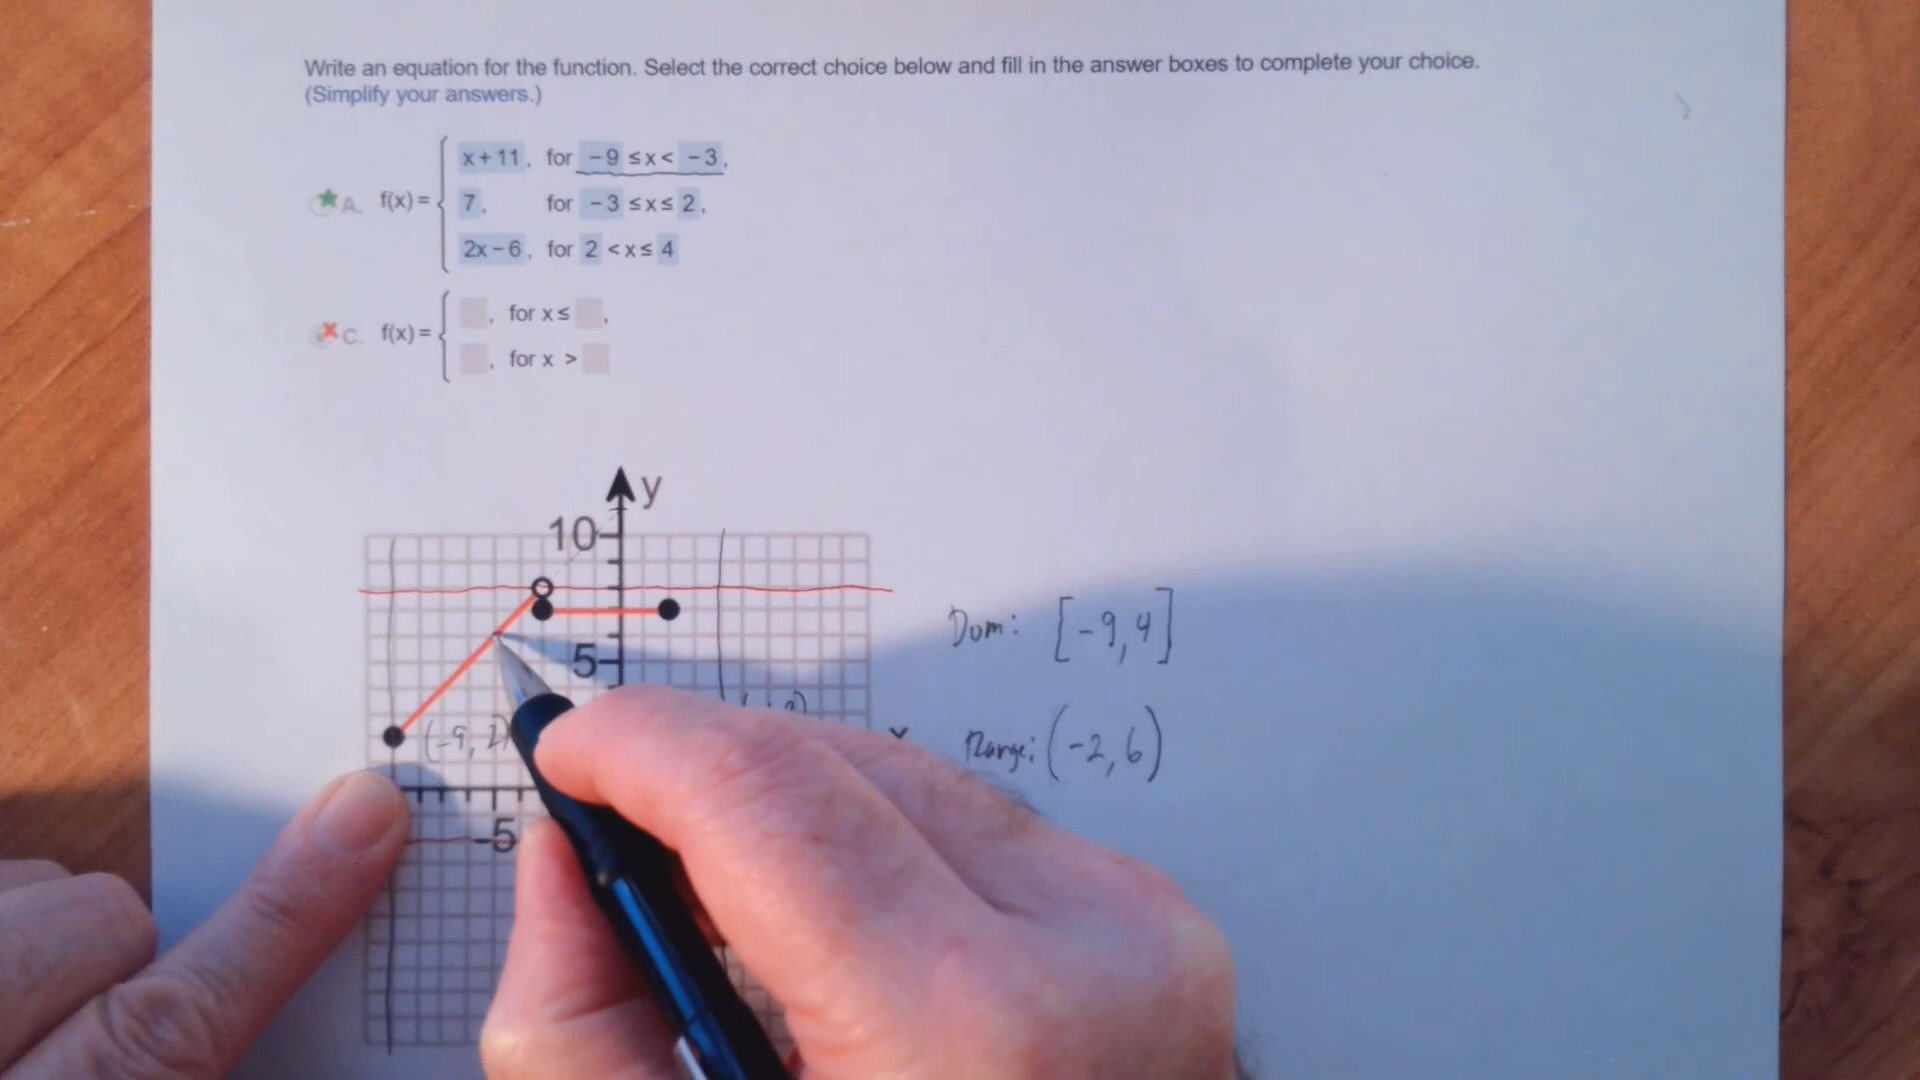 Write an equation for the function. Select the correct choice below and fill in the answer boxes to complete your choice.
(Simplify your answers.)
x + 11, for − 9 ≤ x < − 3,
A. f(x) = 7, for − 3 ≤ x ≤ 2,
2x − 6, for 2 < x ≤ 4
, for x ≤ ,
C. f(x) =
, for x >
y
10
5
Dom: [-9,4]
(-9, 2)
Range: (-2,6)
-5